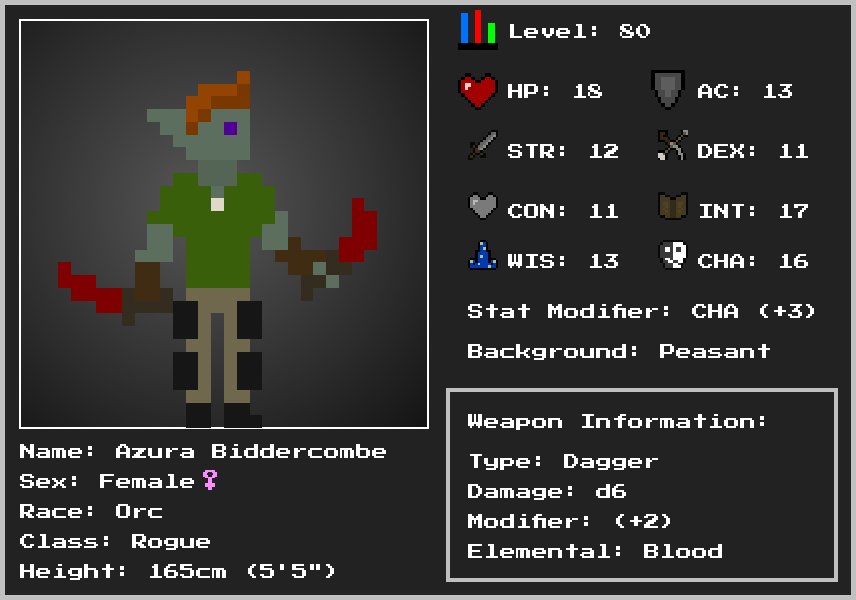 Level: 80
HP: 18 AC: 13
STR: 12 DEX: 11
CON: 11 INT: 17
WIS: 13 CHA: 16
Stat Modifier: CHA (+3)
Background: Peasant
Weapon Information:
Type: Dagger
Damage: d6
Modifier: (+2)
Elemental: Blood
Name: Azura Biddercombe
Sex: Female♀
Race: Orc
Class: Rogue
Height: 165cm (5'5")